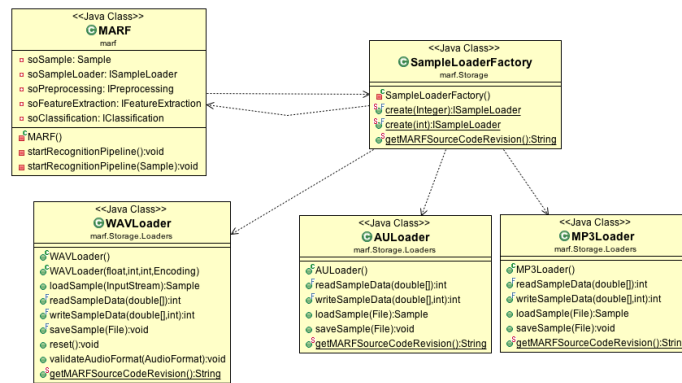 <<Java Class>>
MARF
marf
soSample: Sample
soSampleLoader: ISampleLoader
soPreprocessing: IPreprocessing
soFeatureExtraction: IFeatureExtraction
soClassification: IClassification
MARF()
startRecognitionPipeline():void
startRecognitionPipeline(Sample):void
<<Java Class>>
SampleLoaderFactory
marf.Storage
SampleLoaderFactory()
create(Integer):ISampleLoader
create(int):ISampleLoader
getMARFSourceCodeRevision():String
<<Java Class>>
WAVLoader
marf.Storage.Loaders
WAVLoader()
WAVLoader(float,int,int,Encoding)
loadSample(InputStream):Sample
readSampleData(double[]):int
writeSampleData(double[],int):int
saveSample(File):void
reset():void
validateAudioFormat(AudioFormat):void
getMARFSourceCodeRevision():String
<<Java Class>>
AULoader
marf.Storage.Loaders
AULoader()
readSampleData(double[]):int
writeSampleData(double[],int):int
loadSample(File):Sample
saveSample(File):void
getMARFSourceCodeRevision():String
<<Java Class>>
MP3Loader
marf.Storage.Loaders
MP3Loader()
readSampleData(double[]):int
writeSampleData(double[],int):int
loadSample(File):Sample
saveSample(File):void
getMARFSourceCodeRevision():Strin